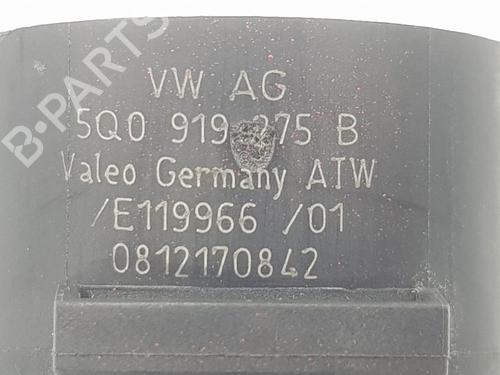 B-PARTS
VW AG
5Q0 919 275 B
Valeo Germany ATW
/E119966 /01
0812170842